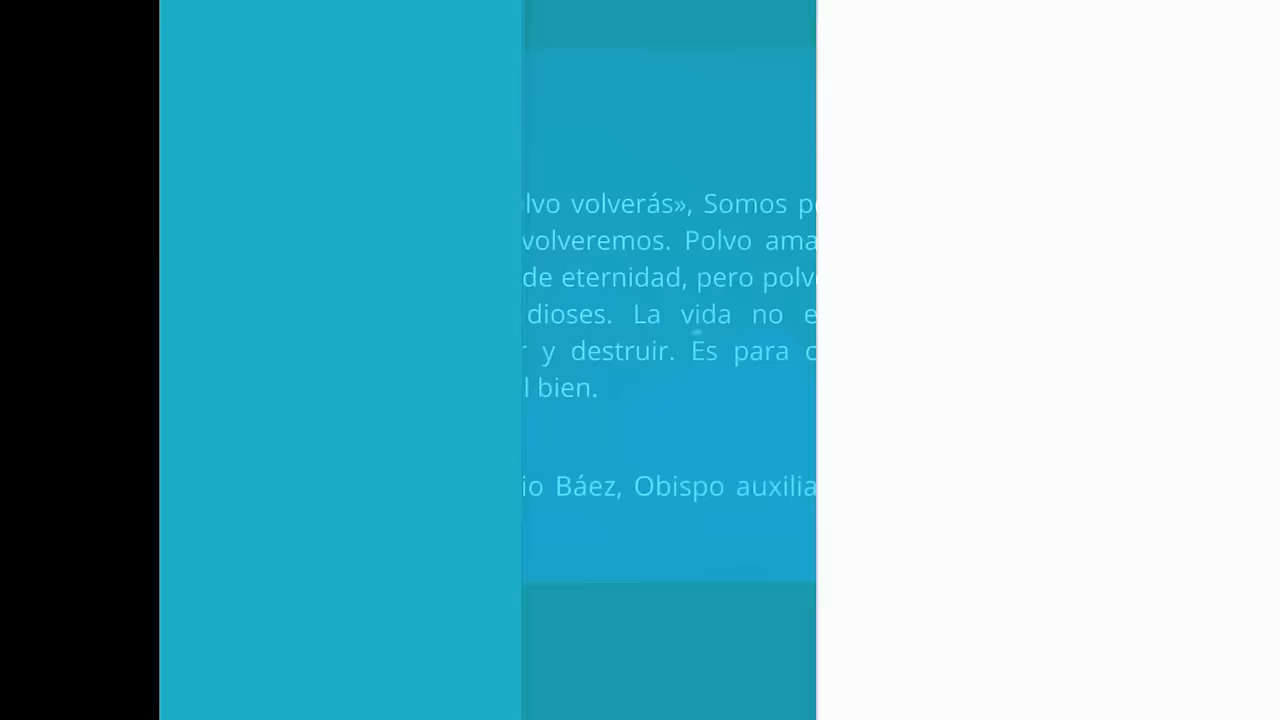 lvo volverás», Somos p
volveremos. Polvo ama
de eternidad, pero polv
dioses. La vida no e
y destruir. Es para
l bien.
io Báez, Obispo auxilia